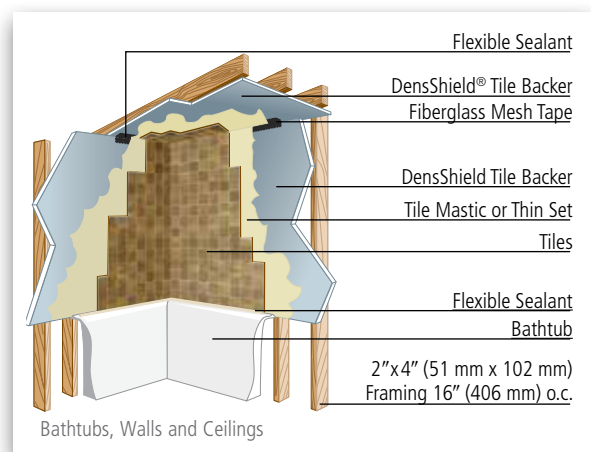 Flexible Sealant
DensShield® Tile Backer
Fiberglass Mesh Tape
DensShield Tile Backer
Tile Mastic or Thin Set
Tiles
Flexible Sealant
Bathtub
2”x4” (51 mm x 102 mm)
Framing 16” (406 mm) o.c.
Bathtubs, Walls and Ceilings